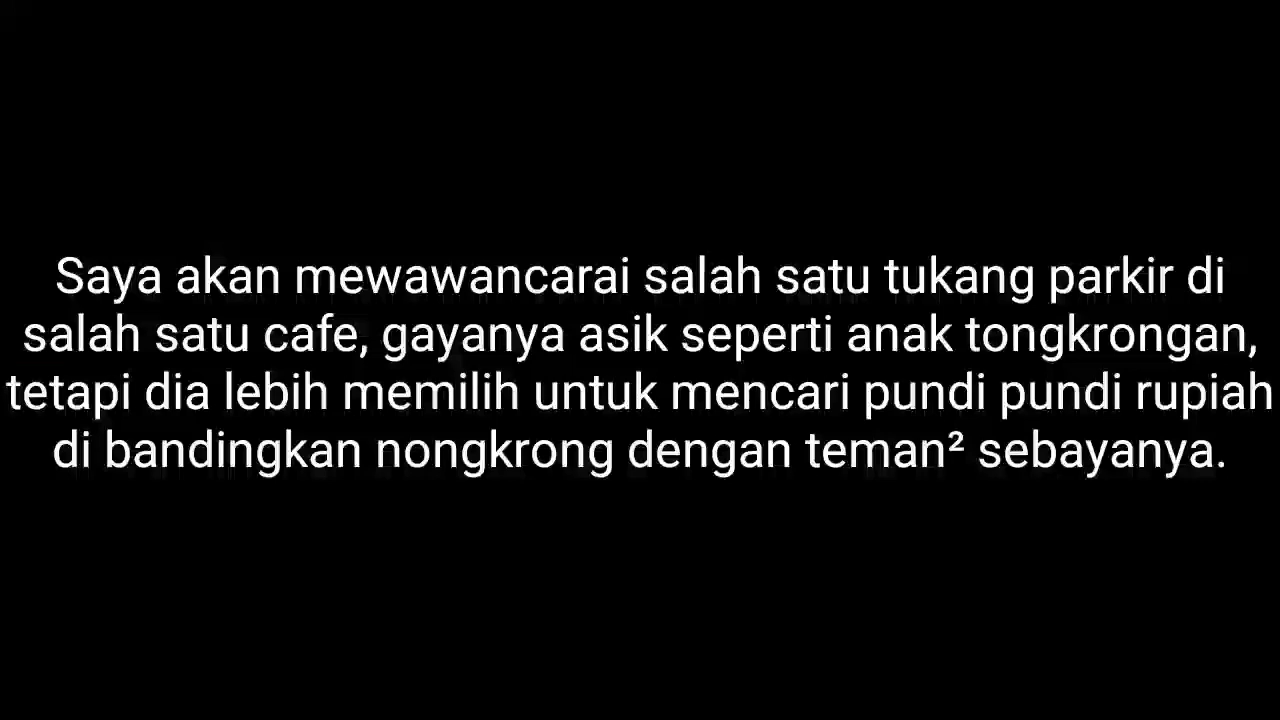 Saya akan mewawancarai salah satu tukang parkir di
salah satu cafe, gayanya asik seperti anak tongkrongan,
tetapi dia lebih memilih untuk mencari pundi pundi rupiah
di bandingkan nongkrong dengan teman² sebayanya.